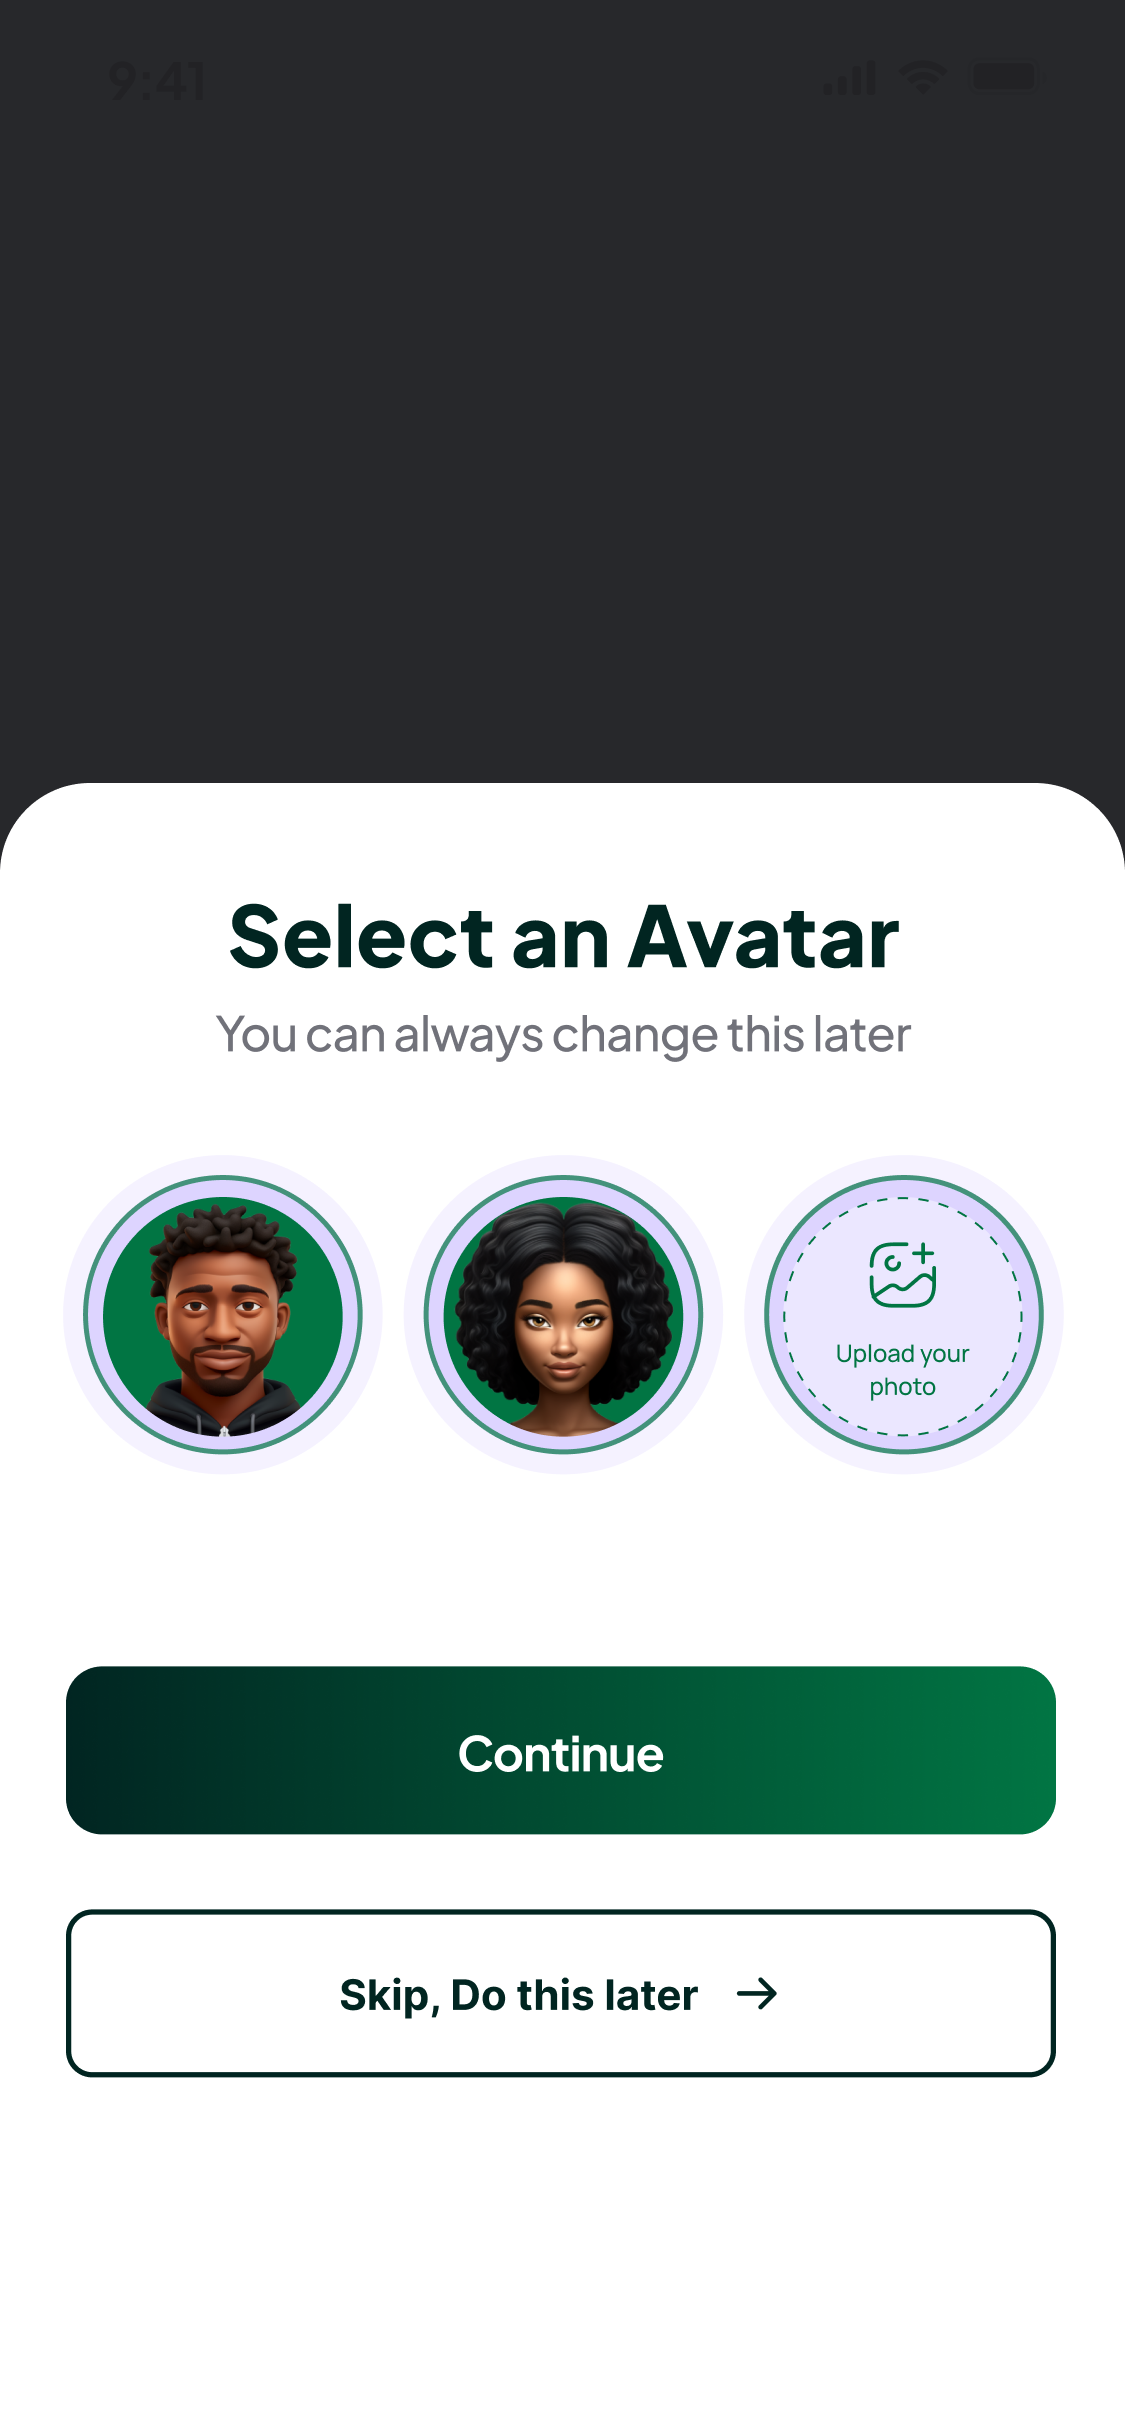 9:41
Select an Avatar
You can always change this later
Upload your
photo
Continue
Skip, Do this later